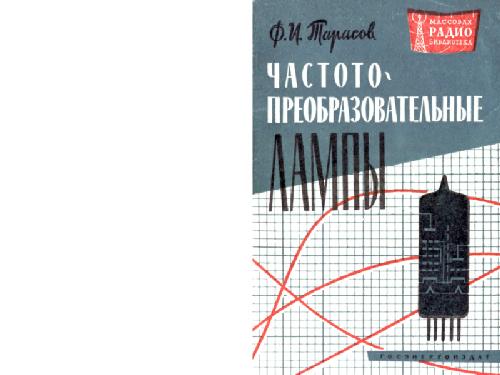 Ф. И. Тарасов
МАССОВАЯ
РАДИО
БИБЛИОТЕКА
ЧАСТОТО-
ПРЕОБРАЗОВАТЕЛЬНЫЕ
ЛАМПЫ
ГОСЭНЕРГОИЗДАТ